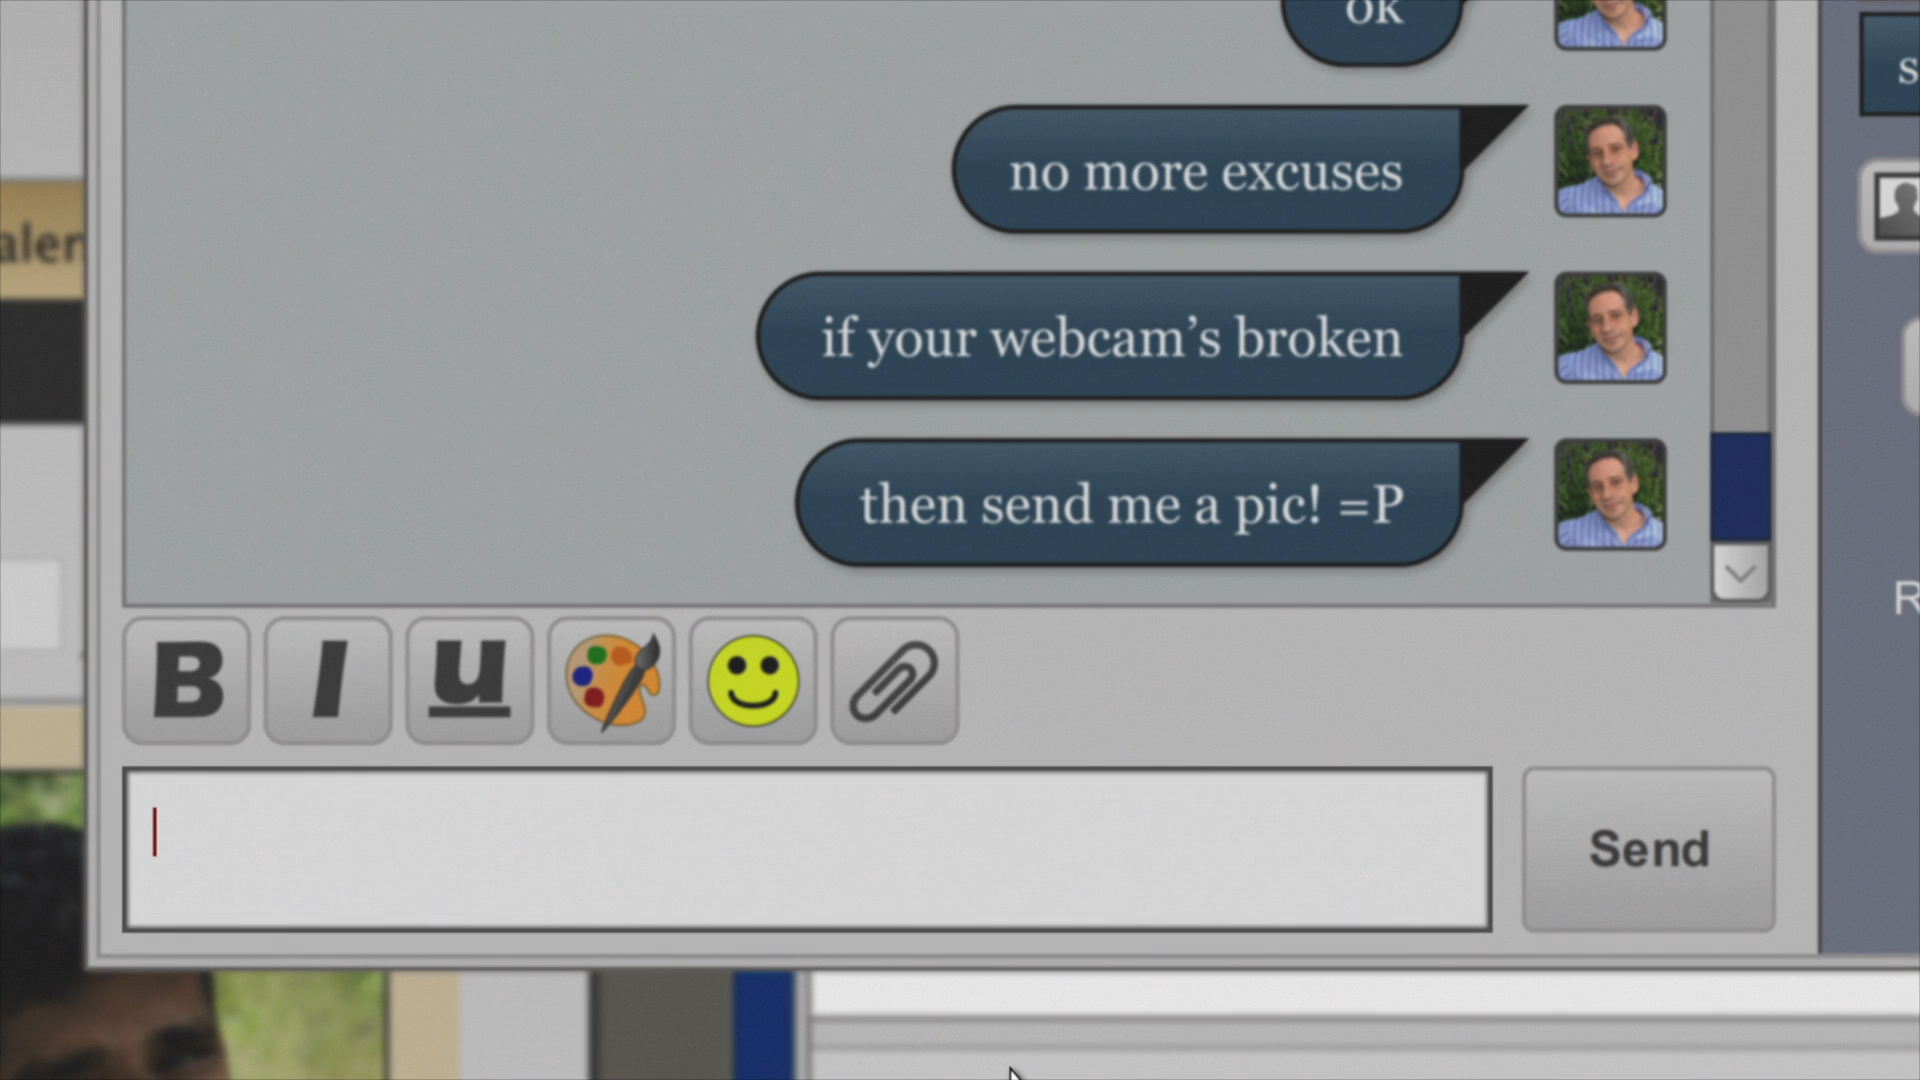 ok
no more excuses
if your webcam's broken
then send me a pic! =P
B I u
Send